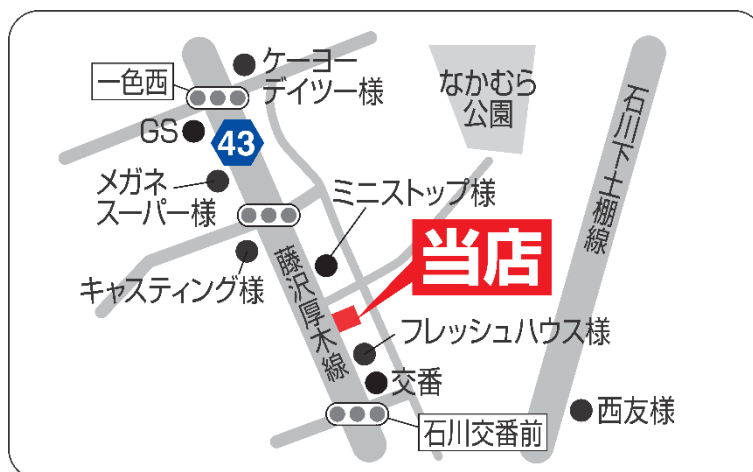 一色西
ケーヨー
デイツー様
GS
43
メガネ
スーパー様
キャスティング様
ミニストップ様
なかむら
公園
石川下土棚線
藤沢厚木線
当店
フレッシュハウス様
交番
石川交番前
西友様